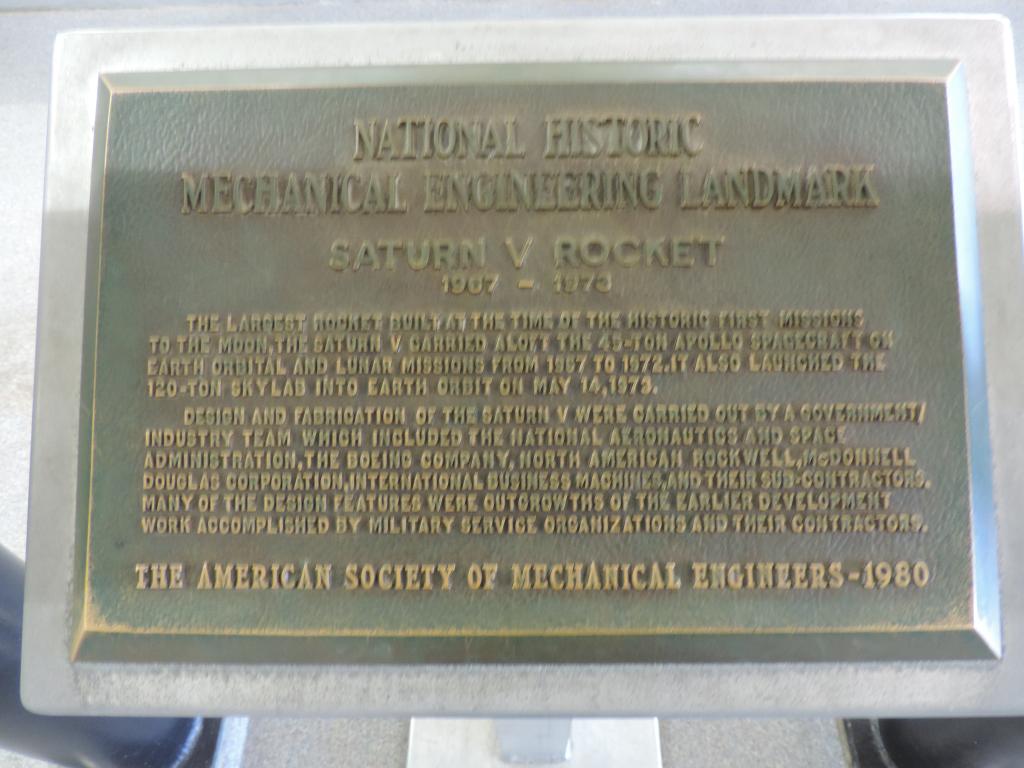 NATIONAL HISTORIC
MECHANICAL ENGINEERING LANDMARK
SATURN V ROCKET
1967 - 1973
THE LARGEST ROCKET BUILT AT THE TIME OF THE HISTORIC FIRST MISSIONS
TO THE MOON, THE SATURN V CARRIED ALOFT THE 45-TON APOLLO SPACECRAFT ON
EARTH ORBITAL AND LUNAR MISSIONS FROM 1967 TO 1972. IT ALSO LAUNCHED THE
120-TON SKYLAB INTO EARTH ORBIT ON MAY 14, 1973.
DESIGN AND FABRICATION OF THE SATURN V WERE CARRIED OUT BY A GOVERNMENT/
INDUSTRY TEAM WHICH INCLUDED THE NATIONAL AERONAUTICS AND SPACE
ADMINISTRATION, THE BOEING COMPANY, NORTH AMERICAN ROCKWELL, McDONNELL
DOUGLAS CORPORATION, INTERNATIONAL BUSINESS MACHINES, AND THEIR SUB-CONTRACTORS.
MANY OF THE DESIGN FEATURES WERE OUTGROWTHS OF THE EARLIER DEVELOPMENT
WORK ACCOMPLISHED BY MILITARY SERVICE ORGANIZATIONS AND THEIR CONTRACTORS.
THE AMERICAN SOCIETY OF MECHANICAL ENGINEERS-1980